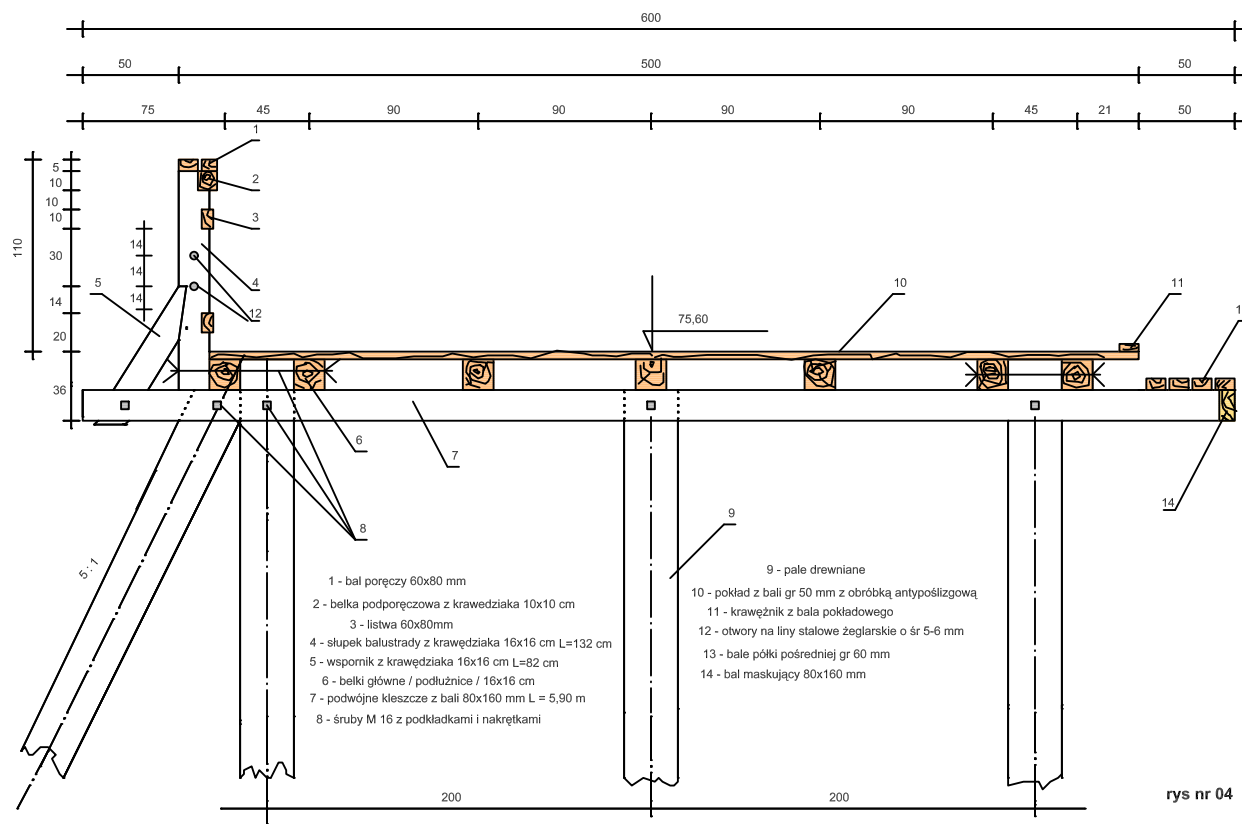 600
50 500 50
75 45 90 90 90 90 45 21 50
1
5
10
2
10
10
3
110
14
30
14
4
5
10
11
14
14
12
1
75,60
20
36
6
7
14
9
8
5 : 1
1 - bal poręczy 60x80 mm
2 - belka podporęczowa z krawedziaka 10x10 cm
3 - listwa 60x80mm
4 - słupek balustrady z krawędziaka 16x16 cm L=132 cm
5 - wspornik z krawędziaka 16x16 cm L=82 cm
6 - belki główne / podłużnice / 16x16 cm
7 - podwójne kleszcze z bali 80x160 mm L = 5,90 m
8 - śruby M 16 z podkładkami i nakrętkami
9 - pale drewniane
10 - pokład z bali gr 50 mm z obróbką antypoślizgową
11 - krawężnik z bala pokładowego
12 - otwory na liny stalowe żeglarskie o śr 5-6 mm
13 - bale półki pośredniej gr 60 mm
14 - bal maskujący 80x160 mm
200 200
rys nr 04